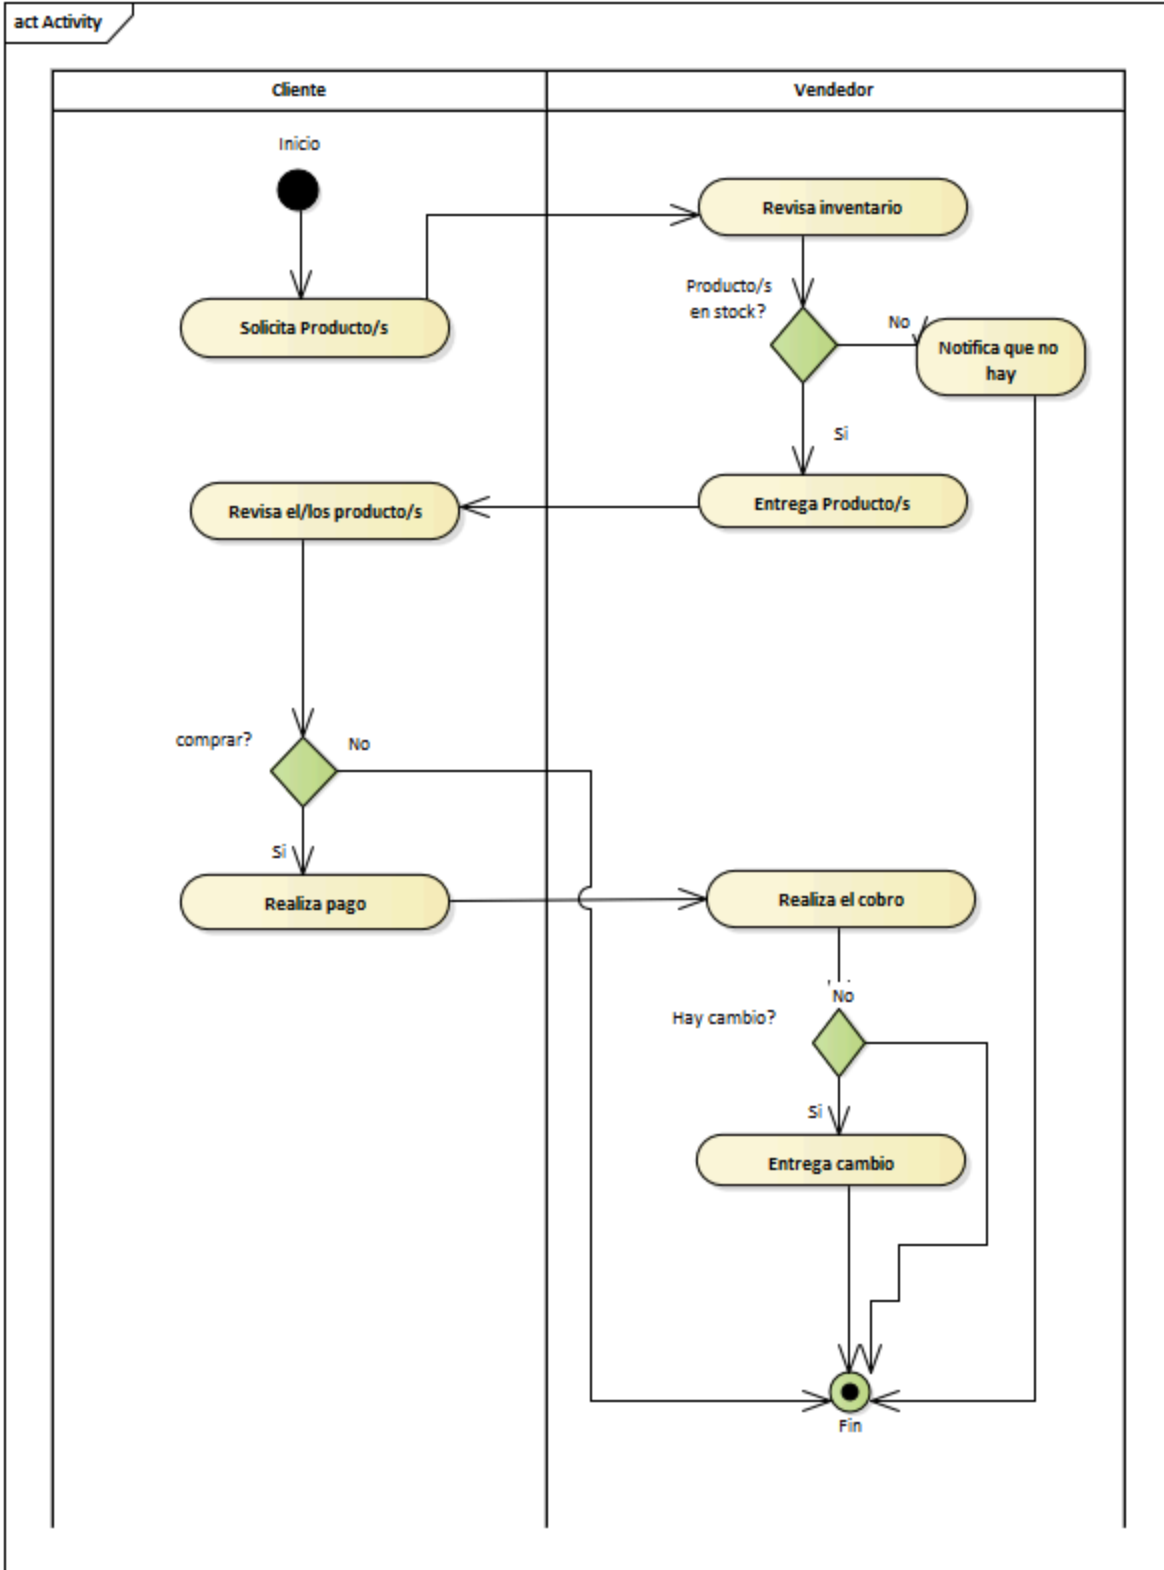 act Activity
Cliente
Vendedor
Inicio
Revisa inventario
Producto/s
en stock?
No
Solicita Producto/s
Notifica que no
hay
Si
Revisa el/los producto/s
Entrega Producto/s
comprar?
No
Si
Realiza pago
Realiza el cobro
No
Hay cambio?
Si
Entrega cambio
Fin